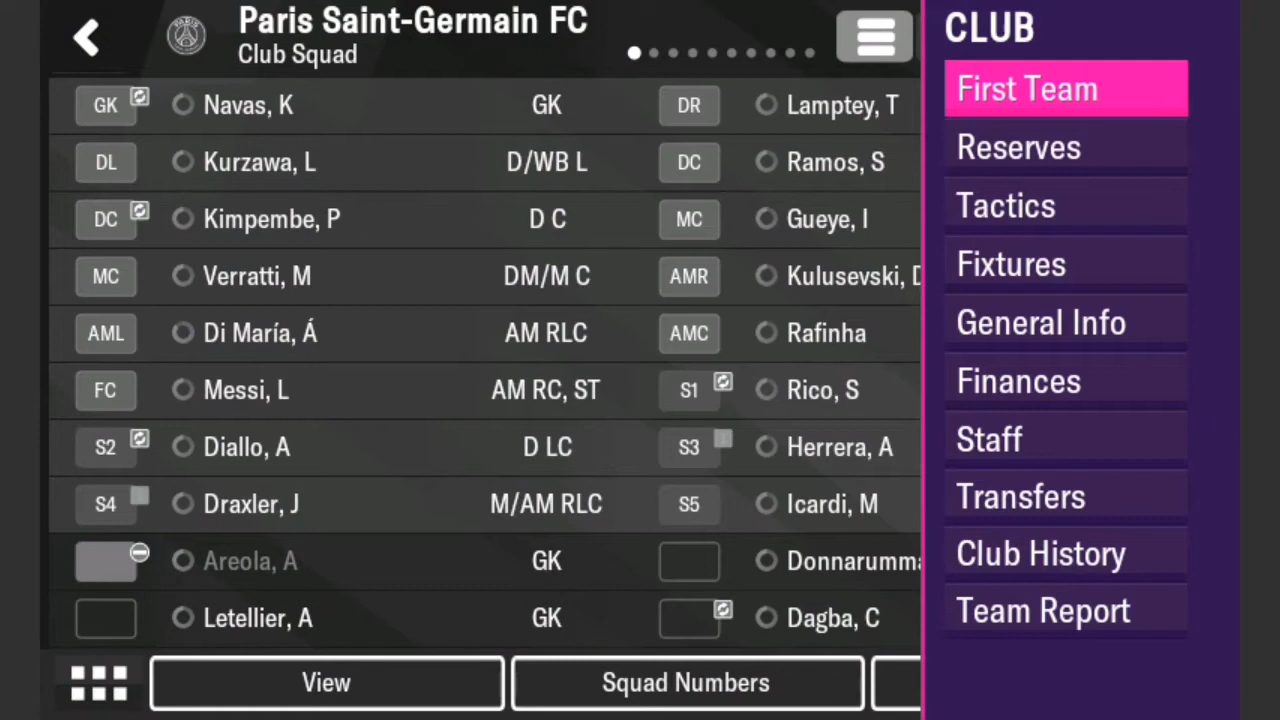 Paris Saint-Germain FC
Club Squad
GK Navas, K GK DR Lamptey, T
DL Kurzawa, L D/WB L DC Ramos, S
DC Kimpembe, P D C MC Gueye, I
MC Verratti, M DM/M C AMR Kulusevski, D
AML Di María, Á AM RLC AMC Rafinha
FC Messi, L AM RC, ST S1 Rico, S
S2 Diallo, A D LC S3 Herrera, A
S4 Draxler, J M/AM RLC S5 Icardi, M
Areola, A GK Donnarumma
Letellier, A GK Dagba, C
View
Squad Numbers
CLUB
First Team
Reserves
Tactics
Fixtures
General Info
Finances
Staff
Transfers
Club History
Team Report